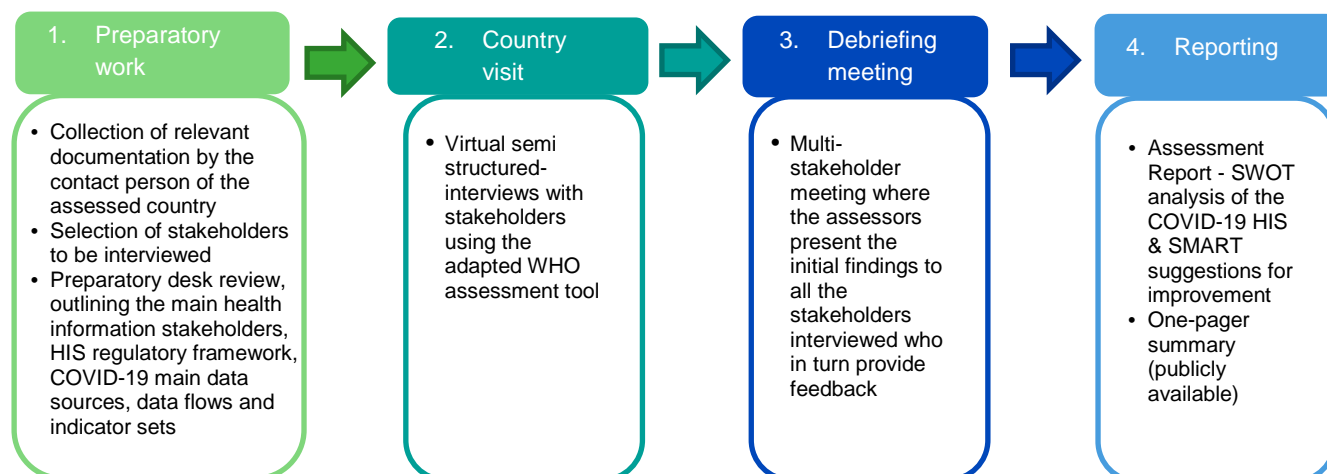 1. Preparatory
work
• Collection of relevant
documentation by the
contact person of the
assessed country
• Selection of stakeholders
to be interviewed
• Preparatory desk review,
outlining the main health
information stakeholders,
HIS regulatory framework,
COVID-19 main data
sources, data flows and
indicator sets
2. Country
visit
• Virtual semi
structured-
interviews with
stakeholders
using the
adapted WHO
assessment tool
3. Debriefing
meeting
• Multi-
stakeholder
meeting where
the assessors
present the
initial findings to
all the
stakeholders
interviewed who
in turn provide
feedback
4. Reporting
• Assessment
Report - SWOT
analysis of the
COVID-19 HIS
& SMART
suggestions for
improvement
• One-pager
summary
(publicly
available)